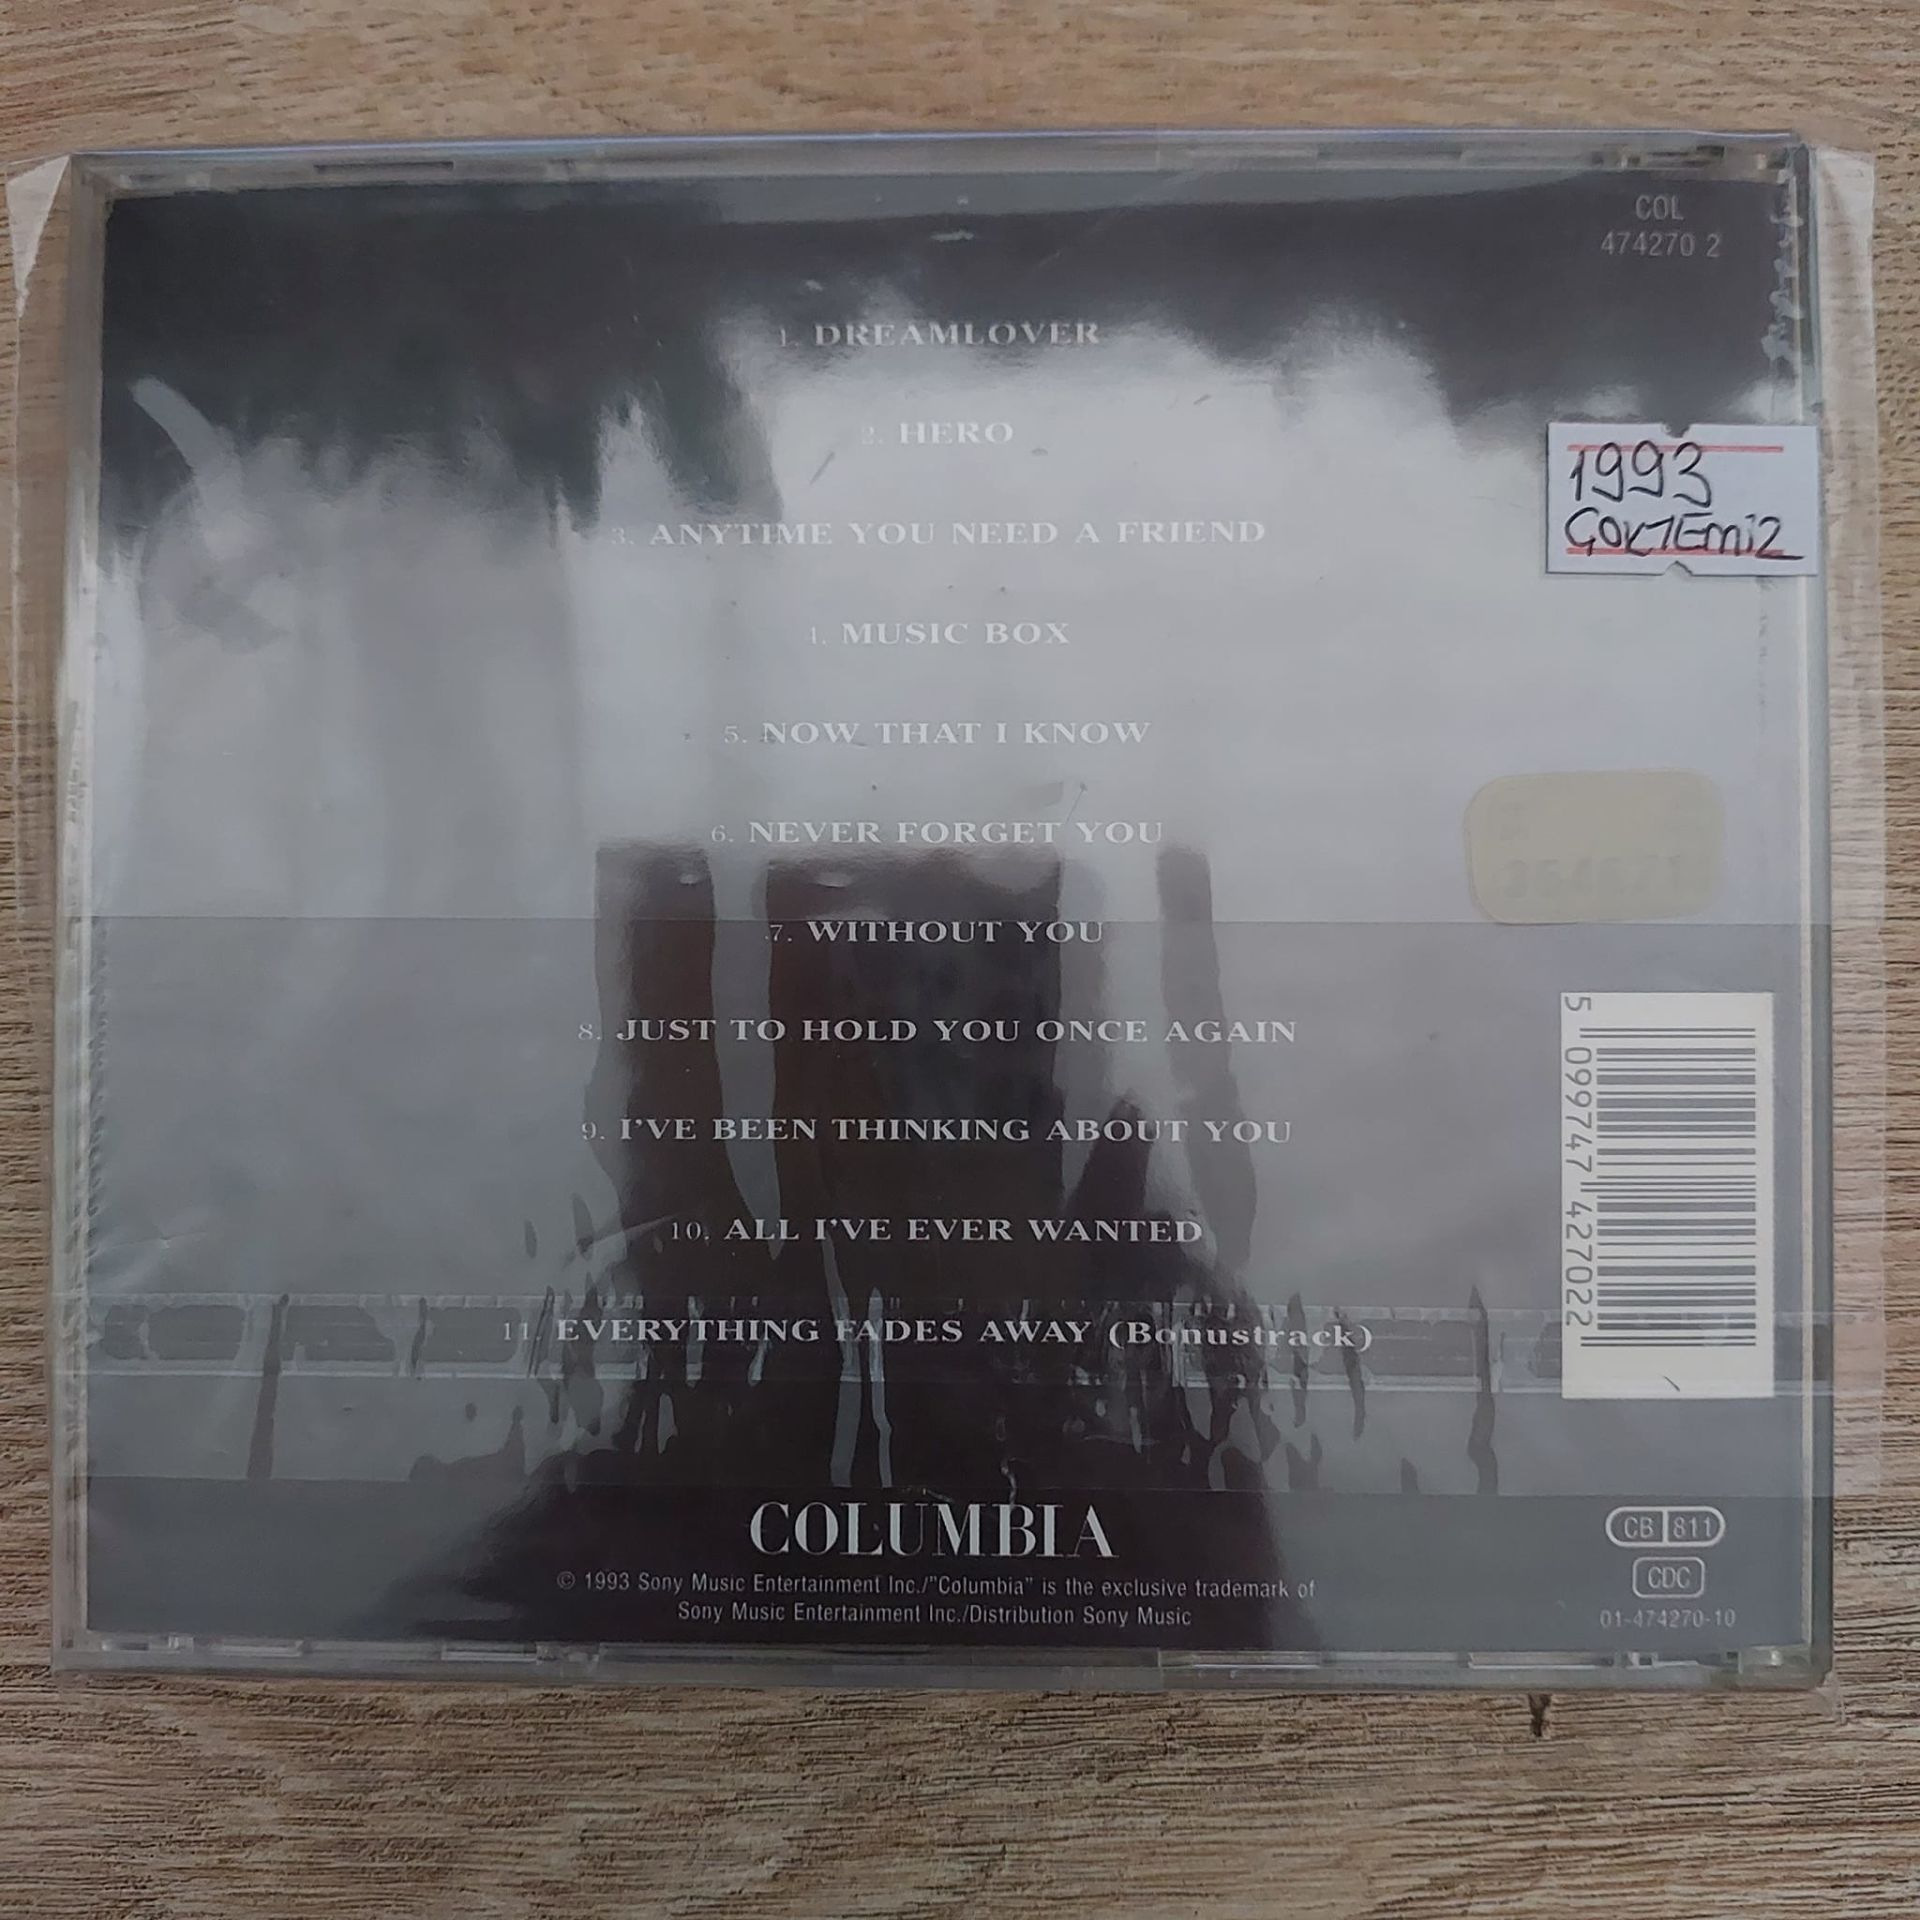 COL
474270 2
1. DREAMLOVER
2. HERO
3. ANYTIME YOU NEED A FRIEND
1993
ÇOK TEMiZ
4. MUSIC BOX
5. NOW THAT I KNOW
6. NEVER FORGET YOU
7. WITHOUT YOU
8. JUST TO HOLD YOU ONCE AGAIN
9. I'VE BEEN THINKING ABOUT YOU
10. ALL I'VE EVER WANTED
11. EVERYTHING FADES AWAY (Bonustrack)
5 099747 427022
COLUMBIA
© 1993 Sony Music Entertainment Inc./"Columbia" is the exclusive trademark of
Sony Music Entertainment Inc./Distribution Sony Music
CB 811
CDC
01-474270-10